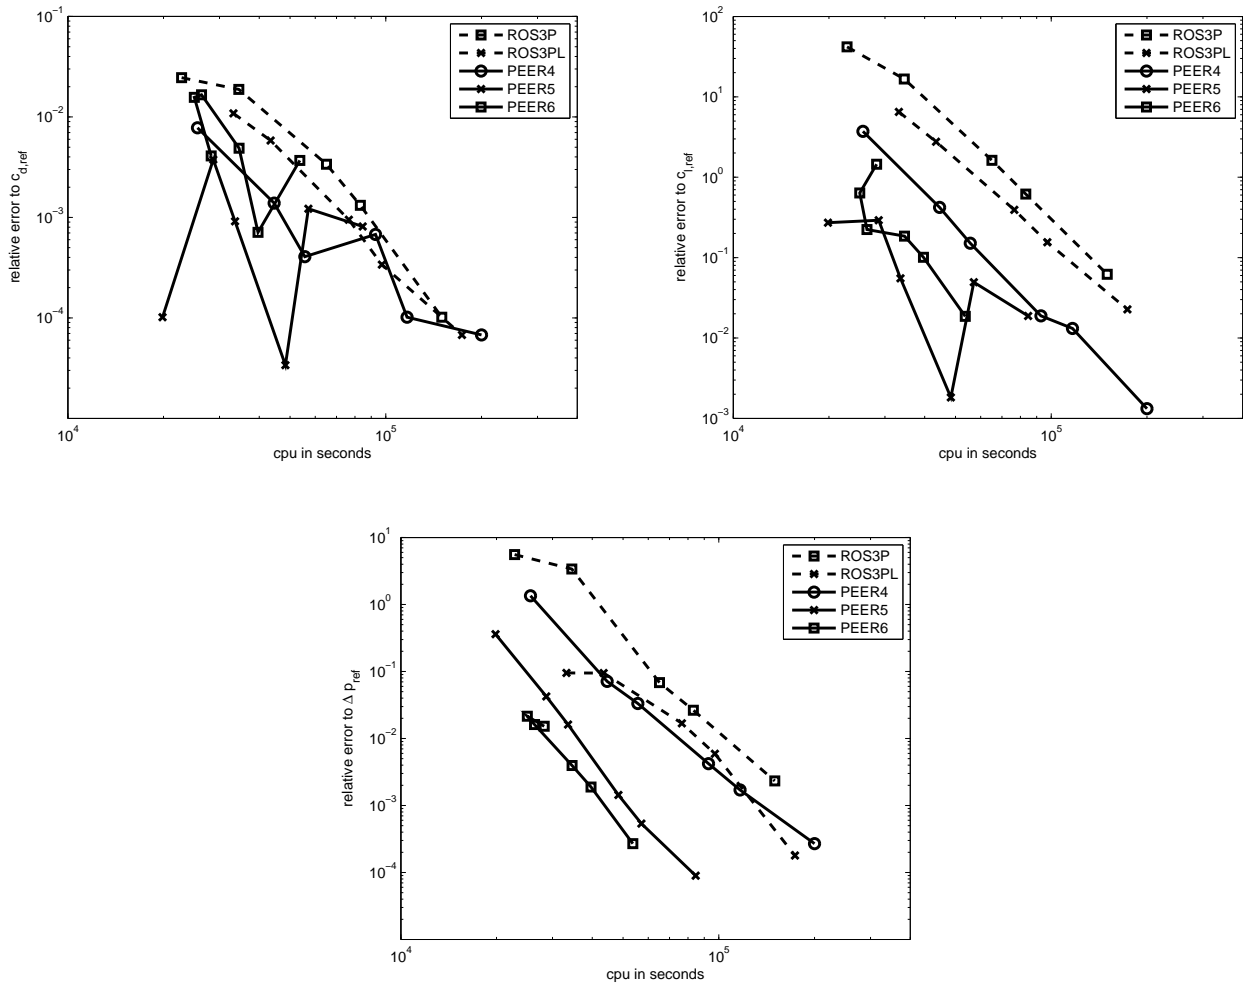 10^-1
10^-2
10^-3
10^-4
10^4
10^5
relative error to c_d,ref
cpu in seconds
ROS3P
ROS3PL
PEER4
PEER5
PEER6
10^2
10^1
10^0
10^-1
10^-2
10^-3
10^4
10^5
relative error to c_l,ref
cpu in seconds
ROS3P
ROS3PL
PEER4
PEER5
PEER6
10^1
10^0
10^-1
10^-2
10^-3
10^-4
10^4
10^5
relative error to Δ p_ref
cpu in seconds
ROS3P
ROS3PL
PEER4
PEER5
PEER6